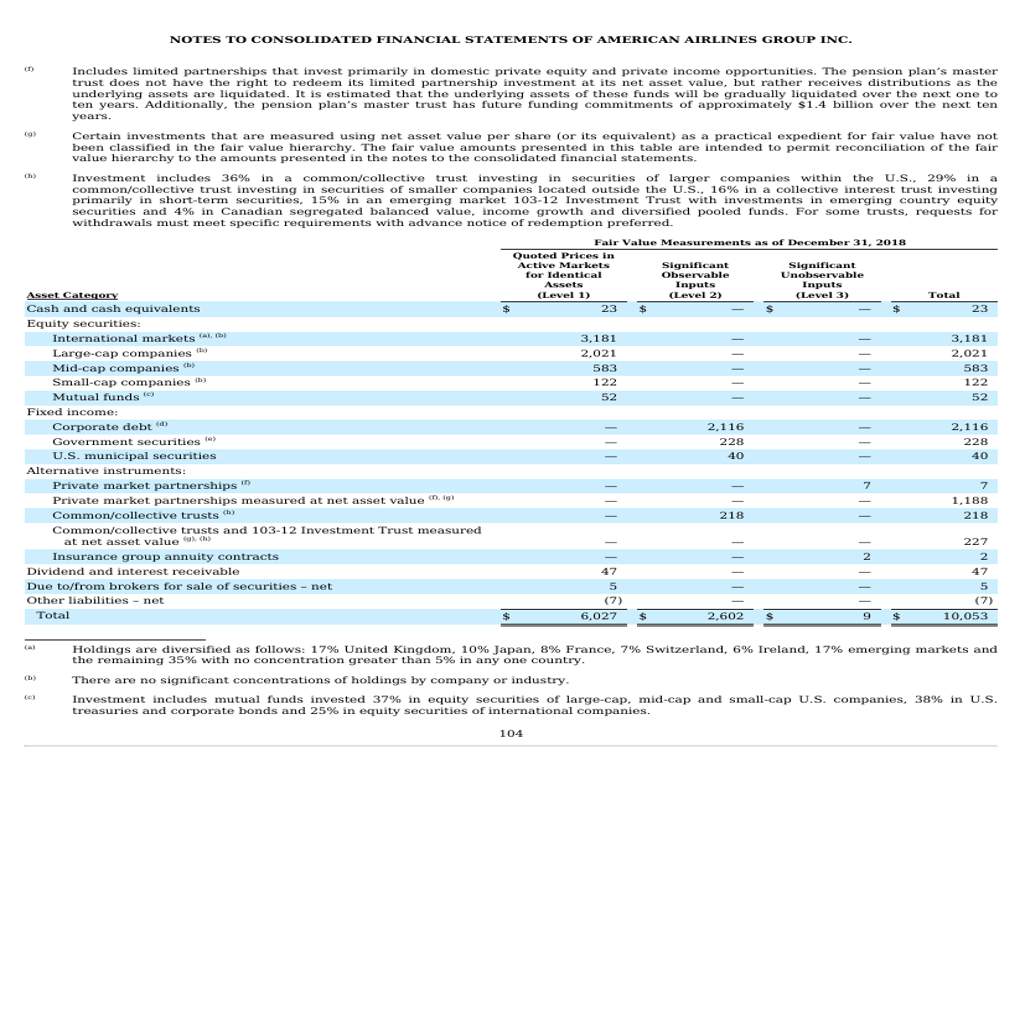 NOTES TO CONSOLIDATED FINANCIAL STATEMENTS OF AMERICAN AIRLINES GROUP INC.
(f) Includes limited partnerships that invest primarily in domestic private equity and private income opportunities. The pension plan's master
trust does not have the right to redeem its limited partnership investment at its net asset value, but rather receives distributions as the
underlying assets are liquidated. It is estimated that the underlying assets of these funds will be gradually liquidated over the next one to
ten years. Additionally, the pension plan's master trust has future funding commitments of approximately $1.4 billion over the next ten
years.
(g) Certain investments that are measured using net asset value per share (or its equivalent) as a practical expedient for fair value have not
been classified in the fair value hierarchy. The fair value amounts presented in this table are intended to permit reconciliation of the fair
value hierarchy to the amounts presented in the notes to the consolidated financial statements.
(h) Investment includes 36% in a common/collective trust investing in securities of larger companies within the U.S., 29% in a
common/collective trust investing in securities of smaller companies located outside the U.S., 16% in a collective interest trust investing
primarily in short-term securities, 15% in an emerging market 103-12 Investment Trust with investments in emerging country equity
securities and 4% in Canadian segregated balanced value, income growth and diversified pooled funds. For some trusts, requests for
withdrawals must meet specific requirements with advance notice of redemption preferred.
Fair Value Measurements as of December 31, 2018
Quoted Prices in
Active Markets Significant Significant
for Identical Observable Unobservable
Assets Inputs Inputs
Asset Category (Level 1) (Level 2) (Level 3) Total
Cash and cash equivalents $ 23 $ — $ — $ 23
Equity securities:
International markets (a), (b) 3,181 — — 3,181
Large-cap companies (b) 2,021 — — 2,021
Mid-cap companies (b) 583 — — 583
Small-cap companies (b) 122 — — 122
Mutual funds (c) 52 — — 52
Fixed income:
Corporate debt (d) — 2,116 — 2,116
Government securities (e) — 228 — 228
U.S. municipal securities — 40 — 40
Alternative instruments:
Private market partnerships (f) — — 7 7
Private market partnerships measured at net asset value (f), (g) — — — 1,188
Common/collective trusts (h) — 218 — 218
Common/collective trusts and 103-12 Investment Trust measured
at net asset value (g), (h) — — — 227
Insurance group annuity contracts — — 2 2
Dividend and interest receivable 47 — — 47
Due to/from brokers for sale of securities – net 5 — — 5
Other liabilities – net (7) — — (7)
Total $ 6,027 $ 2,602 $ 9 $ 10,053
(a) Holdings are diversified as follows: 17% United Kingdom, 10% Japan, 8% France, 7% Switzerland, 6% Ireland, 17% emerging markets and
the remaining 35% with no concentration greater than 5% in any one country.
(b) There are no significant concentrations of holdings by company or industry.
(c) Investment includes mutual funds invested 37% in equity securities of large-cap, mid-cap and small-cap U.S. companies, 38% in U.S.
treasuries and corporate bonds and 25% in equity securities of international companies.
104